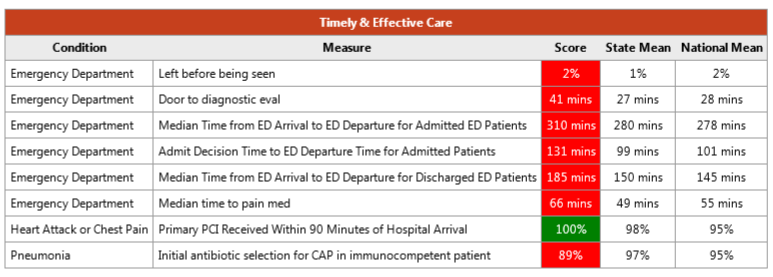 Timely & Effective Care
Condition Measure Score State Mean National Mean
Emergency Department Left before being seen 2% 1% 2%
Emergency Department Door to diagnostic eval 41 mins 27 mins 28 mins
Emergency Department Median Time from ED Arrival to ED Departure for Admitted ED Patients 310 mins 280 mins 278 mins
Emergency Department Admit Decision Time to ED Departure Time for Admitted Patients 131 mins 99 mins 101 mins
Emergency Department Median Time from ED Arrival to ED Departure for Discharged ED Patients 185 mins 150 mins 145 mins
Emergency Department Median time to pain med 66 mins 49 mins 55 mins
Heart Attack or Chest Pain Primary PCI Received Within 90 Minutes of Hospital Arrival 100% 98% 95%
Pneumonia Initial antibiotic selection for CAP in immunocompetent patient 89% 97% 95%